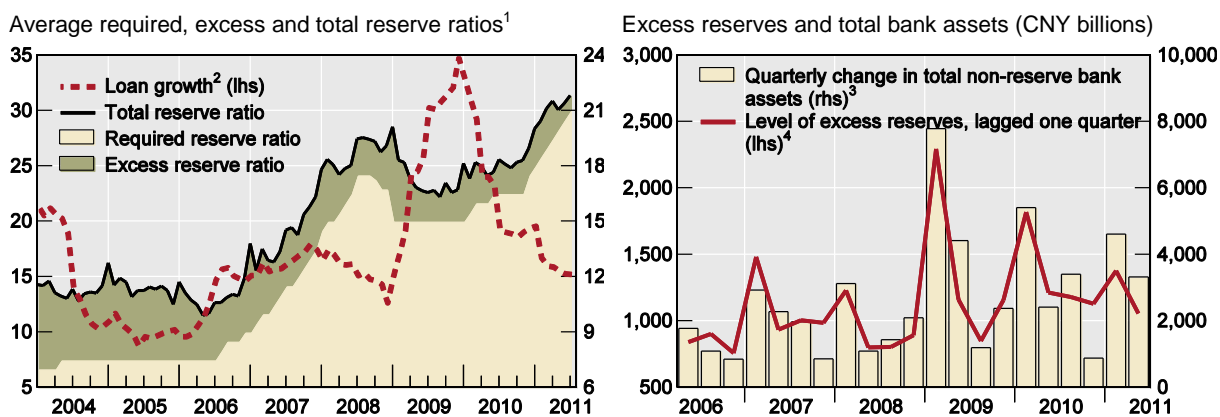 Average required, excess and total reserve ratios1
35
30
25
20
15
10
5
Loan growth2 (lhs)
Total reserve ratio
Required reserve ratio
Excess reserve ratio
24
21
18
15
12
9
6
2004 2005 2006 2007 2008 2009 2010 2011
Excess reserves and total bank assets (CNY billions)
3,000
2,500
2,000
1,500
1,000
500
Quarterly change in total non-reserve bank
assets (rhs)3
Level of excess reserves, lagged one quarter
(lhs)4
10,000
8,000
6,000
4,000
2,000
0
2006 2007 2008 2009 2010 2011